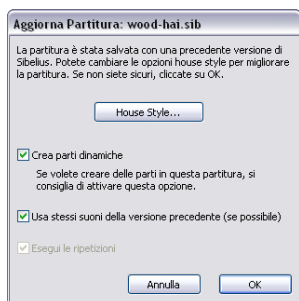 Aggiorna Partitura: wood-hai.sib
La partitura è stata salvata con una precedente versione di
Sibelius. Potete cambiare le opzioni house style per migliorare
la partitura. Se non siete sicuri, cliccate su OK.
House Style...
Crea parti dinamiche
Se volete creare delle parti in questa partitura, si
consiglia di attivare questa opzione.
Usa stessi suoni della versione precedente (se possibile)
Esegui le ripetizioni
Annulla
OK